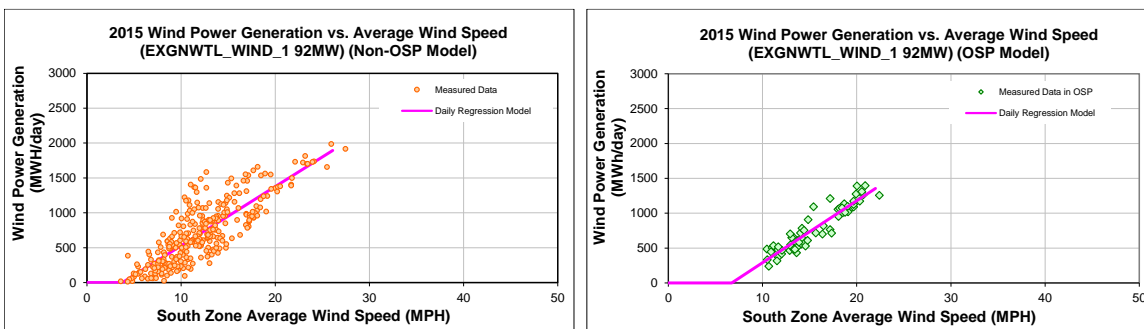 2015 Wind Power Generation vs. Average Wind Speed
(EXGNWTL_WIND_1 92MW) (Non-OSP Model)
Wind Power Generation
(MWH/day)
3000
2500
2000
1500
1000
500
0
Measured Data
Daily Regression Model
0 10 20 30 40 50
South Zone Average Wind Speed (MPH)
2015 Wind Power Generation vs. Average Wind Speed
(EXGNWTL_WIND_1 92MW) (OSP Model)
Wind Power Generation
(MWh/day)
3000
2500
2000
1500
1000
500
0
Measured Data in OSP
Daily Regression Model
0 10 20 30 40 50
South Zone Average Wind Speed (MPH)